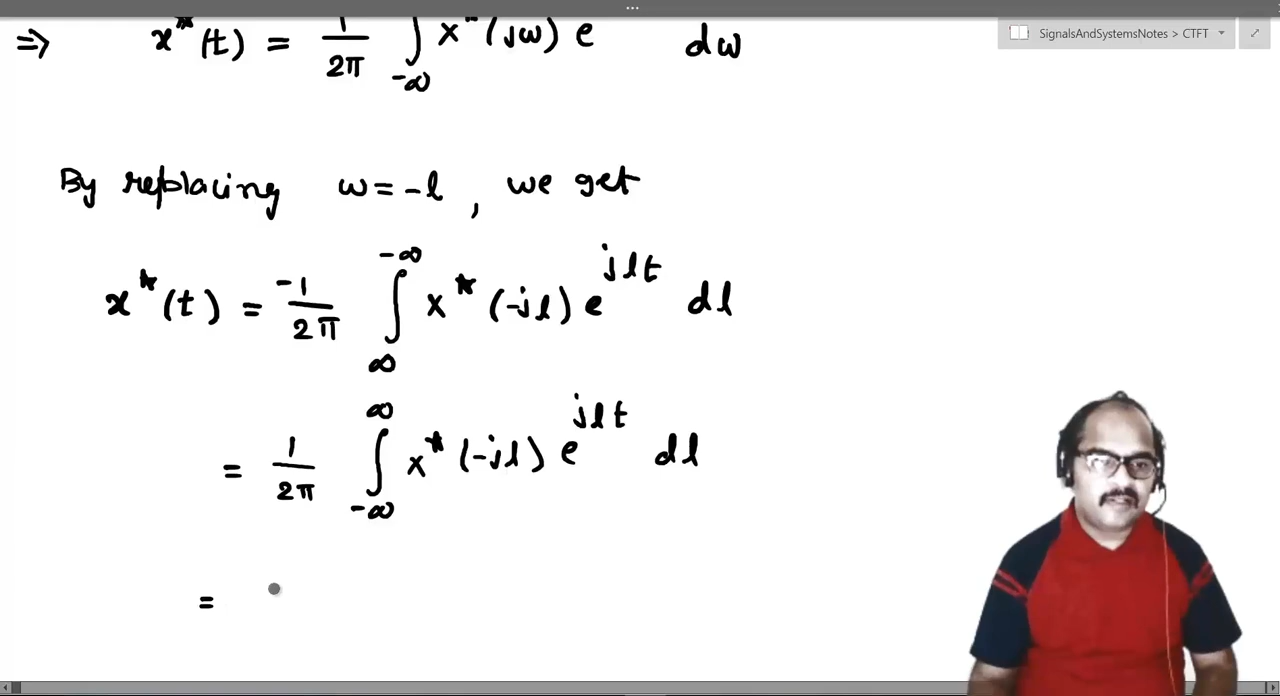 SignalsAndSystemsNotes > CTFT
⇒ x*(t) = 1/2π ∫_{-∞} X*(jω) e dω
By replacing ω = -l, we get
x*(t) = -1/2π ∫_{∞}^{-∞} X*(-jl) e^{jlt} dl
= 1/2π ∫_{-∞}^{∞} X*(-jl) e^{jlt} dl
=